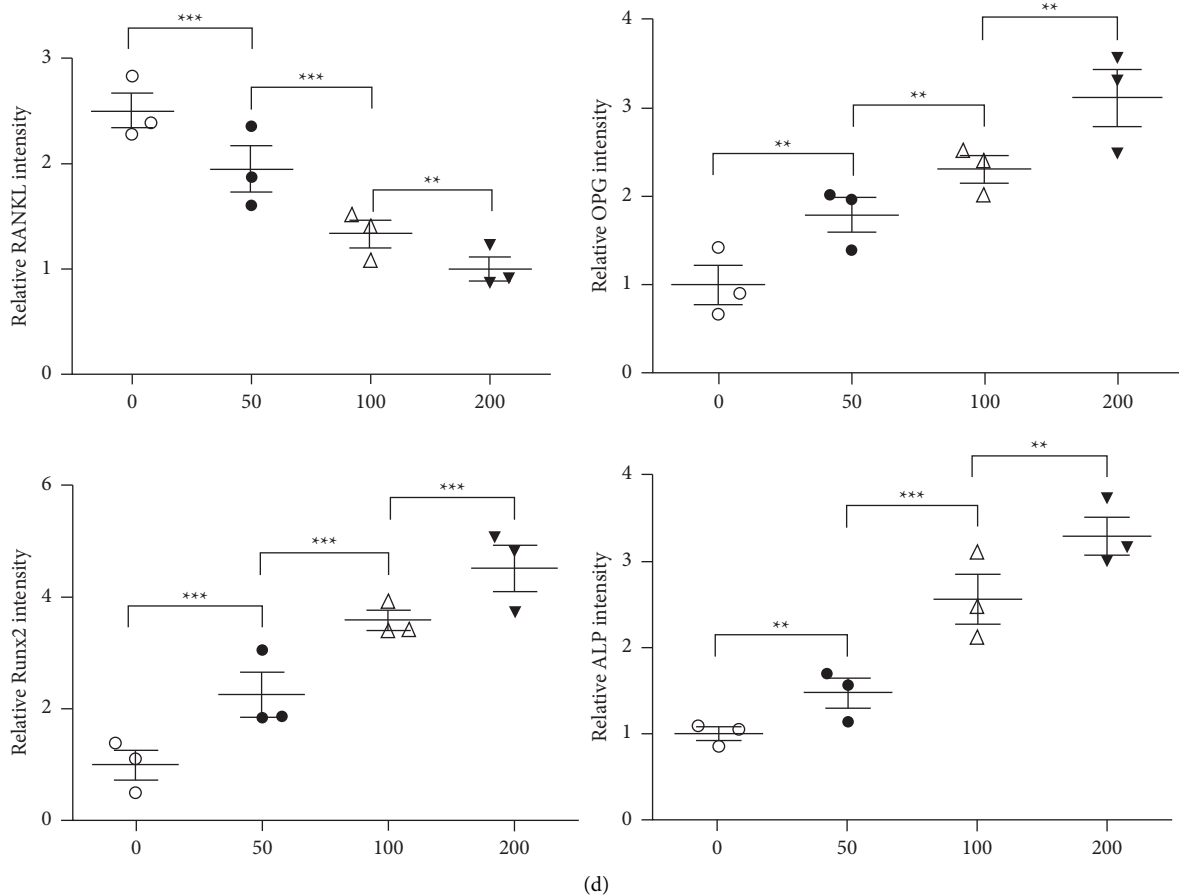 Relative RANKL intensity
3
2
1
0
0 50 100 200
*** *** **
Relative OPG intensity
4
3
2
1
0
0 50 100 200
** ** **
Relative Runx2 intensity
6
4
2
0
0 50 100 200
*** *** ***
Relative ALP intensity
4
3
2
1
0
0 50 100 200
** *** **
(d)